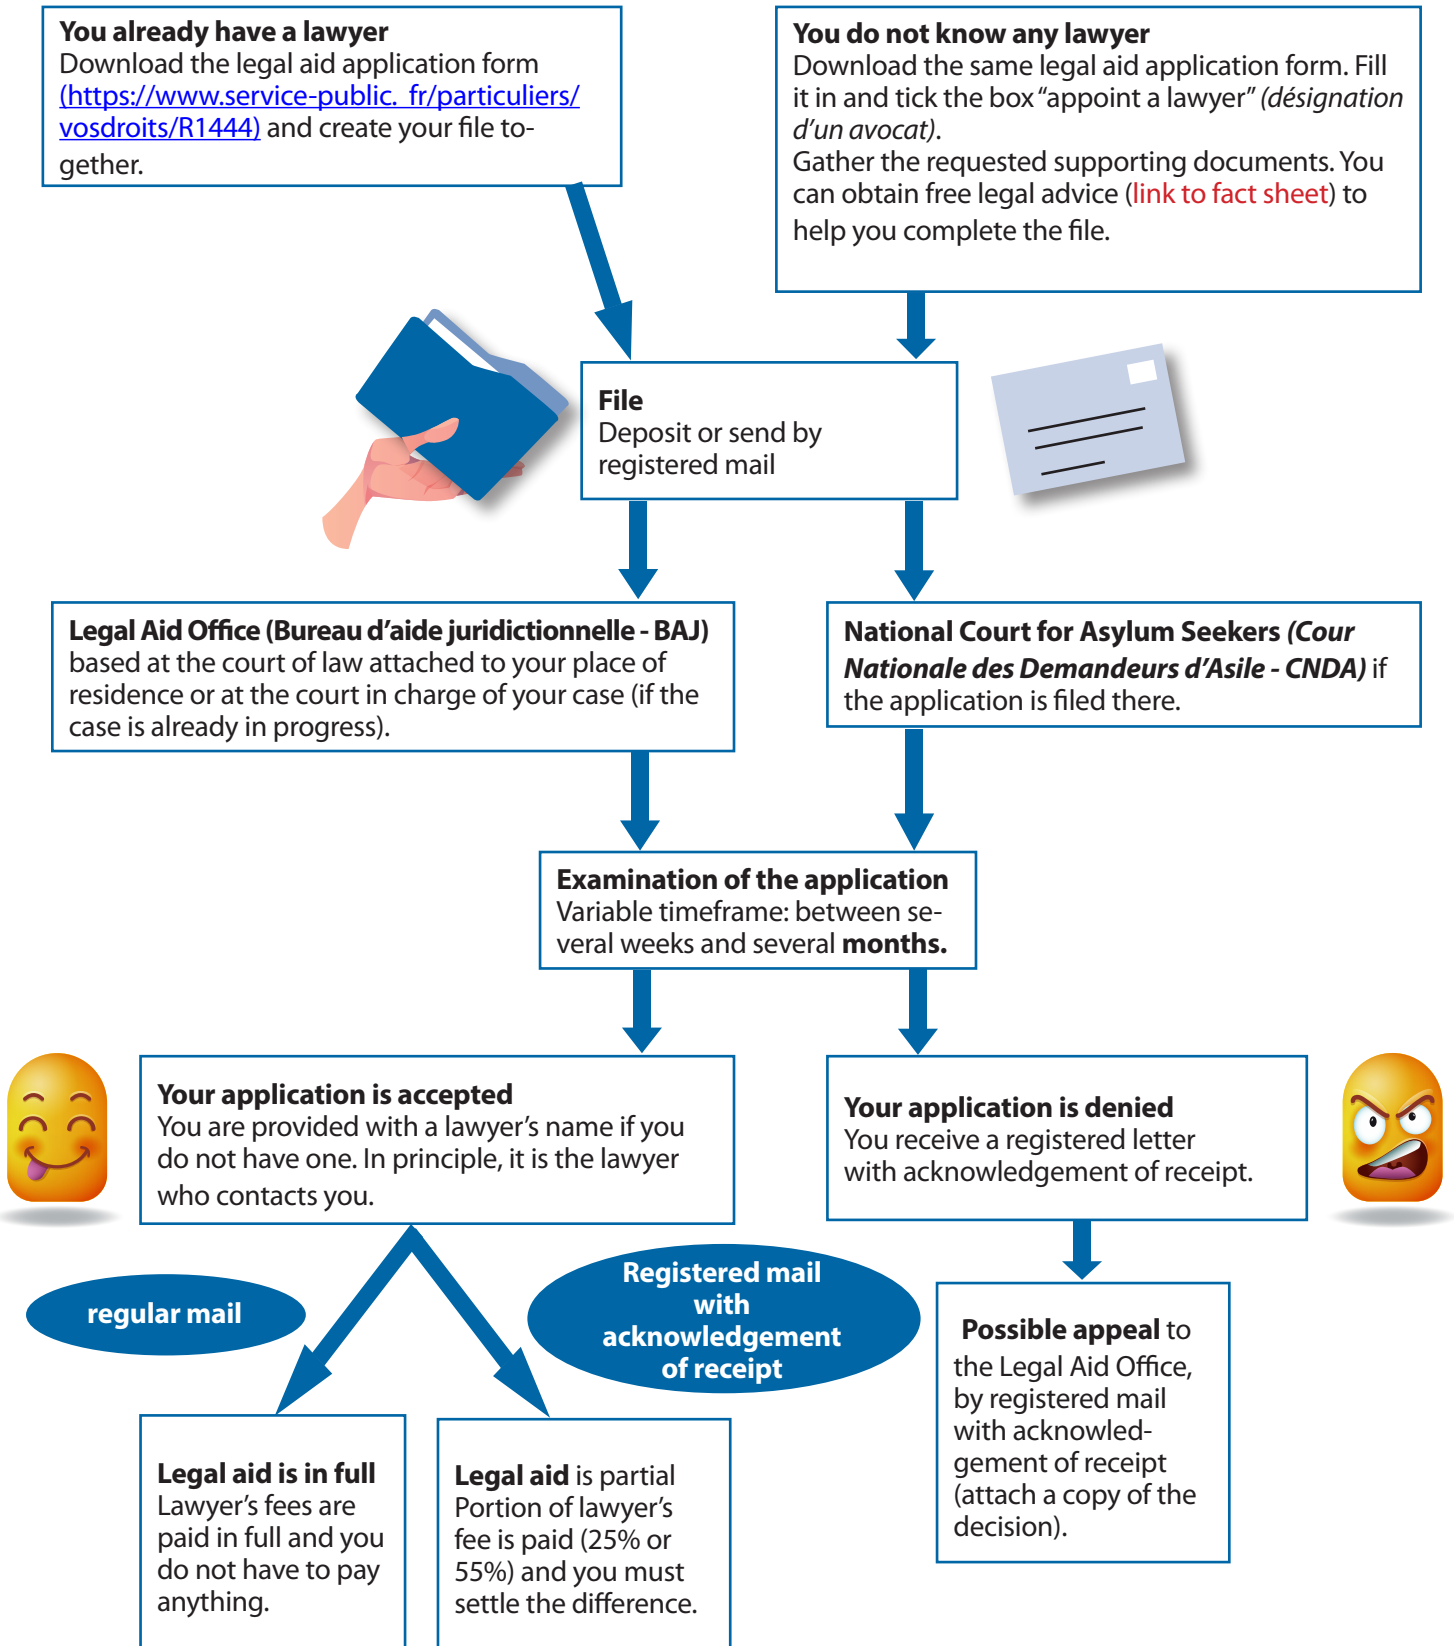 You already have a lawyer
Download the legal aid application form
(https://www.service-public. fr/particuliers/
vosdroits/R1444) and create your file to-
gether.
You do not know any lawyer
Download the same legal aid application form. Fill
it in and tick the box “appoint a lawyer” (désignation
d’un avocat).
Gather the requested supporting documents. You
can obtain free legal advice (link to fact sheet) to
help you complete the file.
File
Deposit or send by
registered mail
Legal Aid Office (Bureau d’aide juridictionnelle - BAJ)
based at the court of law attached to your place of
residence or at the court in charge of your case (if the
case is already in progress).
National Court for Asylum Seekers (Cour
Nationale des Demandeurs d’Asile - CNDA) if
the application is filed there.
Examination of the application
Variable timeframe: between se-
veral weeks and several months.
Your application is accepted
You are provided with a lawyer’s name if you
do not have one. In principle, it is the lawyer
who contacts you.
Your application is denied
You receive a registered letter
with acknowledgement of receipt.
regular mail
Registered mail
with
acknowledgement
of receipt
Legal aid is in full
Lawyer’s fees are
paid in full and you
do not have to pay
anything.
Legal aid is partial
Portion of lawyer’s
fee is paid (25% or
55%) and you must
settle the difference.
Possible appeal to
the Legal Aid Office,
by registered mail
with acknowled-
gement of receipt
(attach a copy of the
decision).